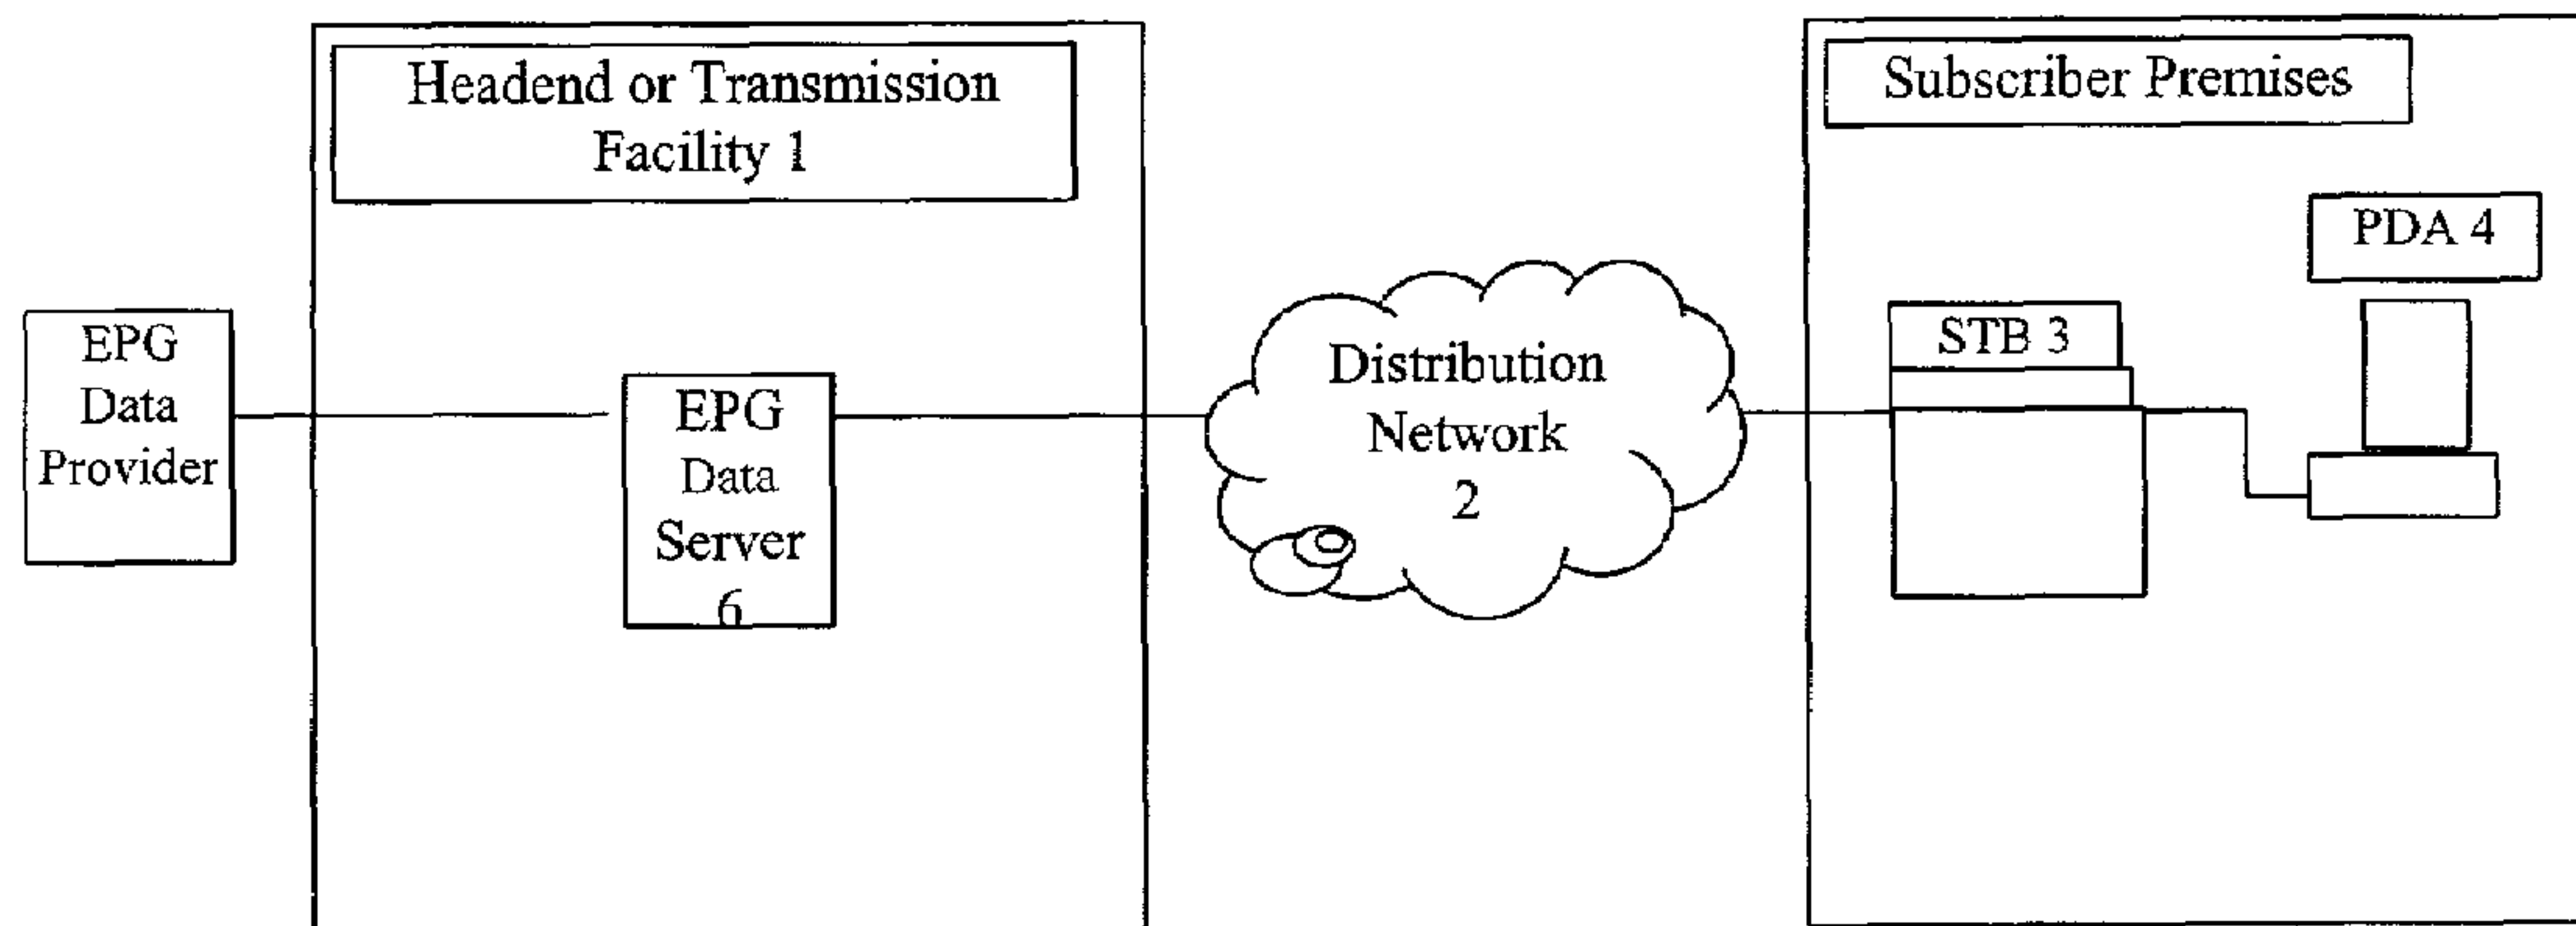 Headend or Transmission
Facility 1
Subscriber Premises
PDA 4
EPG
Data
Provider
EPG
Data
Server
6
Distribution
Network
2
STB 3